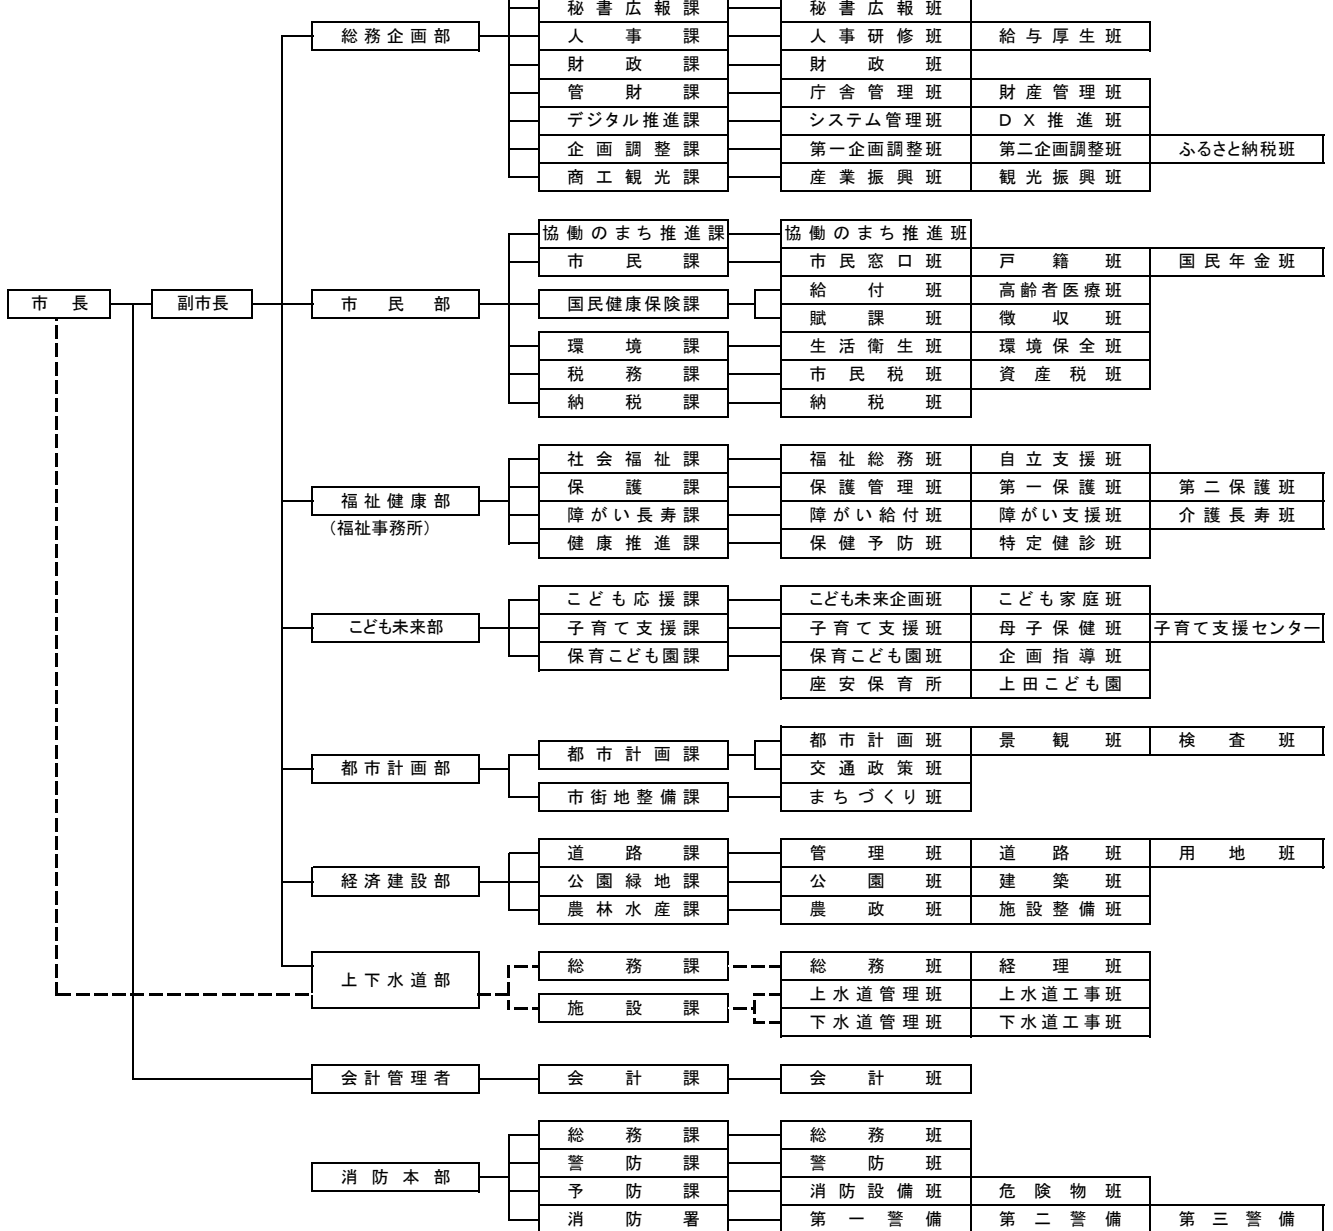 秘書広報課 秘書広報班
総務企画部 人事課 人事研修班 給与厚生班
財政課 財政班
管財課 庁舎管理班 財産管理班
デジタル推進課 システム管理班 DX推進班
企画調整課 第一企画調整班 第二企画調整班 ふるさと納税班
商工観光課 産業振興班 観光振興班
協働のまち推進課 協働のまち推進班
市民課 市民窓口班 戸籍班 国民年金班
給付班 高齢者医療班
市長 副市長 市民部 国民健康保険課
賦課班 徴収班
環境課 生活衛生班 環境保全班
税務課 市民税班 資産税班
納税課 納税班
社会福祉課 福祉総務班 自立支援班
保護課 保護管理班 第一保護班 第二保護班
福祉健康部
障がい長寿課 障がい給付班 障がい支援班 介護長寿班
（福祉事務所）
健康推進課 保健予防班 特定健診班
こども応援課 こども未来企画班 こども家庭班
こども未来部 子育て支援課 子育て支援班 母子保健班 子育て支援センター
保育こども園課 保育こども園班 企画指導班
座安保育所 上田こども園
都市計画班 景観班 検査班
都市計画課
都市計画部 交通政策班
市街地整備課 まちづくり班
道路課 管理班 道路班 用地班
経済建設部 公園緑地課 公園班 建築班
農林水産課 農政班 施設整備班
総務課 総務班 経理班
上下水道部
上水道管理班 上水道工事班
施設課
下水道管理班 下水道工事班
会計管理者 会計課 会計班
総務課 総務班
警防課 警防班
消防本部
予防課 消防設備班 危険物班
消防署 第一警備 第二警備 第三警備